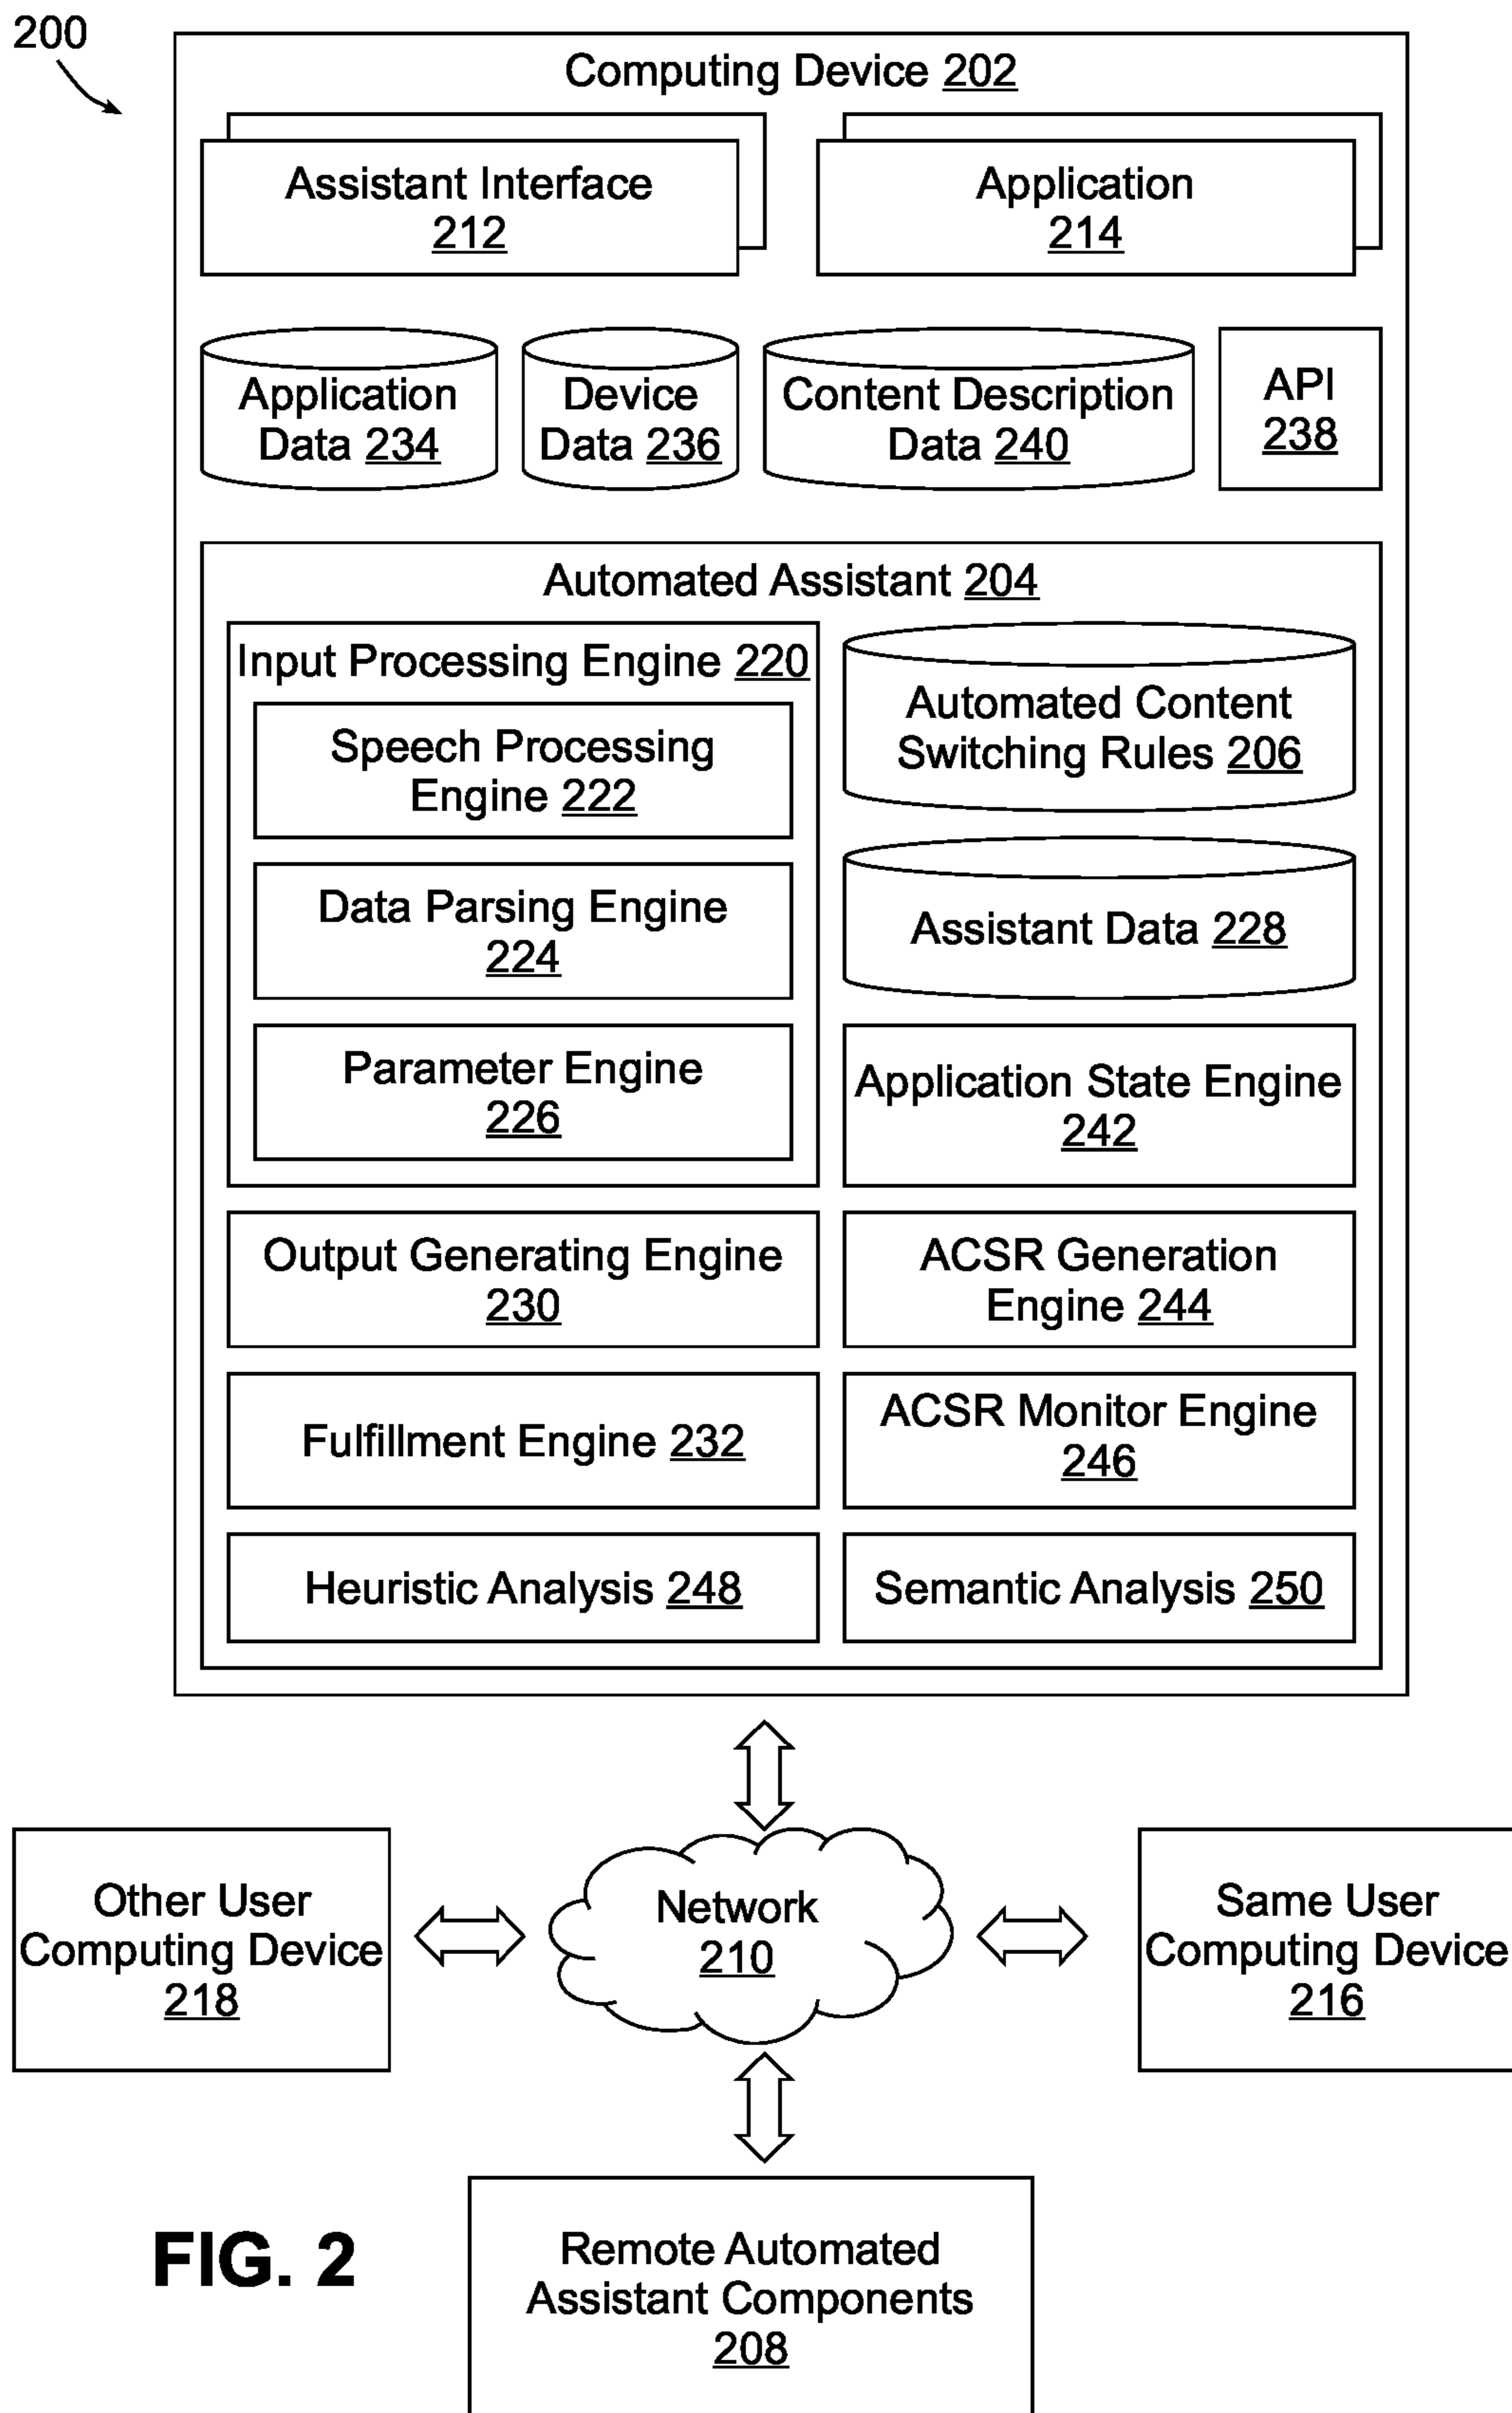 200
Computing Device 202
Assistant Interface
212
Application
214
Application
Data 234
Device
Data 236
Content Description
Data 240
API
238
Automated Assistant 204
Input Processing Engine 220
Speech Processing
Engine 222
Data Parsing Engine
224
Parameter Engine
226
Automated Content
Switching Rules 206
Assistant Data 228
Application State Engine
242
Output Generating Engine
230
ACSR Generation
Engine 244
Fulfillment Engine 232
ACSR Monitor Engine
246
Heuristic Analysis 248
Semantic Analysis 250
Other User
Computing Device
218
Network
210
Same User
Computing Device
216
FIG. 2
Remote Automated
Assistant Components
208